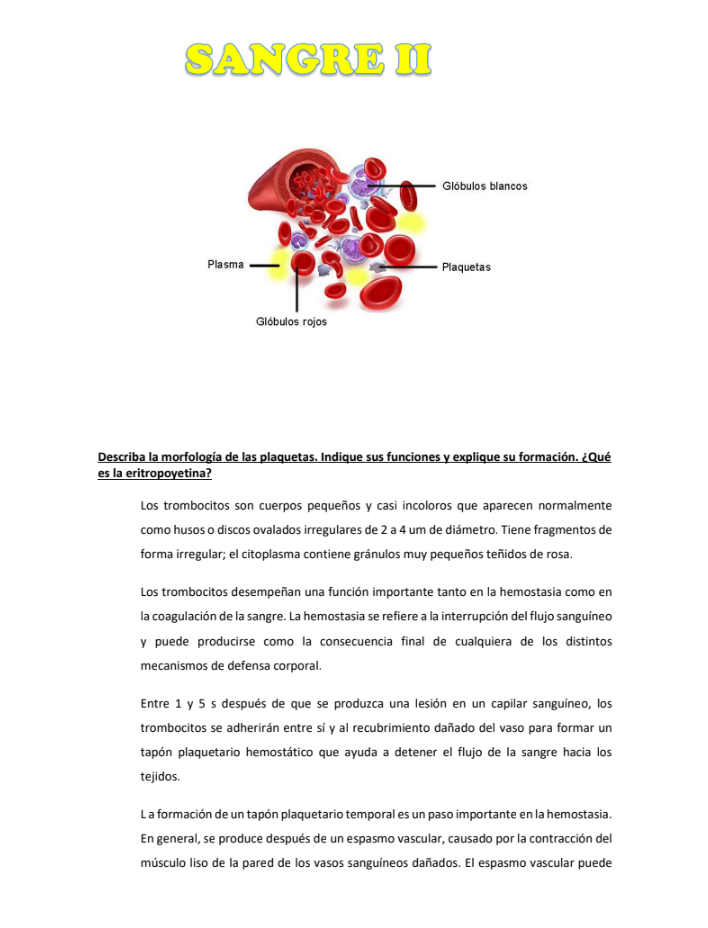 SANGRE II
Glóbulos blancos
Plasma
Plaquetas
Glóbulos rojos
Describa la morfología de las plaquetas. Indique sus funciones y explique su formación. ¿Qué
es la eritropoyetina?
Los trombocitos son cuerpos pequeños y casi incoloros que aparecen normalmente
como husos o discos ovalados irregulares de 2 a 4 um de diámetro. Tiene fragmentos de
forma irregular; el citoplasma contiene gránulos muy pequeños teñidos de rosa.
Los trombocitos desempeñan una función importante tanto en la hemostasia como en
la coagulación de la sangre. La hemostasia se refiere a la interrupción del flujo sanguíneo
y puede producirse como la consecuencia final de cualquiera de los distintos
mecanismos de defensa corporal.
Entre 1 y 5 s después de que se produzca una lesión en un capilar sanguíneo, los
trombocitos se adherirán entre sí y al recubrimiento dañado del vaso para formar un
tapón plaquetario hemostático que ayuda a detener el flujo de la sangre hacia los
tejidos.
L a formación de un tapón plaquetario temporal es un paso importante en la hemostasia.
En general, se produce después de un espasmo vascular, causado por la contracción del
músculo liso de la pared de los vasos sanguíneos dañados. El espasmo vascular puede